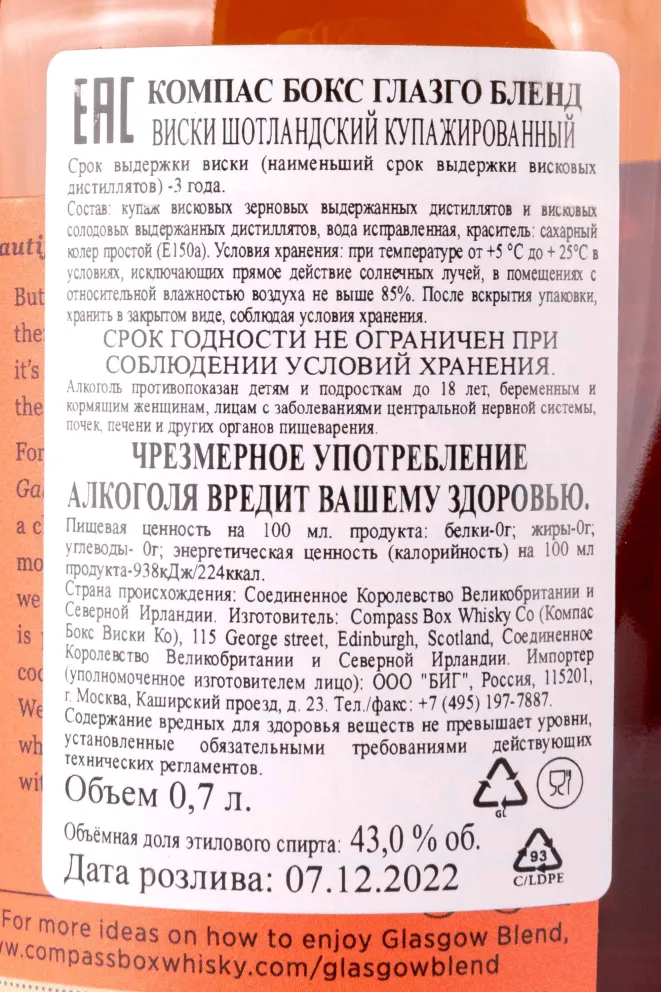 EAC
КОМПАС БОКС ГЛАЗГО БЛЕНД
ВИСКИ ШОТЛАНДСКИЙ КУПАЖИРОВАННЫЙ
Срок выдержки виски (наименьший срок выдержки висковых
дистиллятов) -3 года.
Состав: купаж висковых зерновых выдержанных дистиллятов и висковых
солодовых выдержанных дистиллятов, вода исправленная, краситель: сахарный
колер простой (Е150а). Условия хранения: при температуре от +5 °С до + 25°С в
условиях, исключающих прямое действие солнечных лучей, в помещениях с
относительной влажностью воздуха не выше 85%. После вскрытия упаковки,
хранить в закрытом виде, соблюдая условия хранения.
СРОК ГОДНОСТИ НЕ ОГРАНИЧЕН ПРИ
СОБЛЮДЕНИИ УСЛОВИЙ ХРАНЕНИЯ.
Алкоголь противопоказан детям и подросткам до 18 лет, беременным и
кормящим женщинам, лицам с заболеваниями центральной нервной системы,
почек, печени и других органов пищеварения.
ЧРЕЗМЕРНОЕ УПОТРЕБЛЕНИЕ
АЛКОГОЛЯ ВРЕДИТ ВАШЕМУ ЗДОРОВЬЮ.
Пищевая ценность на 100 мл. продукта: белки-0г; жиры-0г;
углеводы- 0г; энергетическая ценность (калорийность) на 100 мл
продукта-938кДж/224ккал.
Страна происхождения: Соединенное Королевство Великобритании и
Северной Ирландии. Изготовитель: Compass Box Whisky Co (Компас
Бокс Виски Ко), 115 George street, Edinburgh, Scotland, Соединенное
Королевство Великобритании и Северной Ирландии. Импортер
(уполномоченное изготовителем лицо): ООО "БИГ", Россия, 115201,
г. Москва, Каширский проезд, д. 23. Тел./факс: +7 (495) 197-7887.
Содержание вредных для здоровья веществ не превышает уровни,
установленные обязательными требованиями действующих
технических регламентов.
Объем 0,7 л.
GL
Объёмная доля этилового спирта: 43,0 % об.
93
C/LDPE
Дата розлива: 07.12.2022
But
it's
For
a
we
is
We
For more ideas on how to enjoy Glasgow Blend,
w.compassboxwhisky.com/glasgowblend